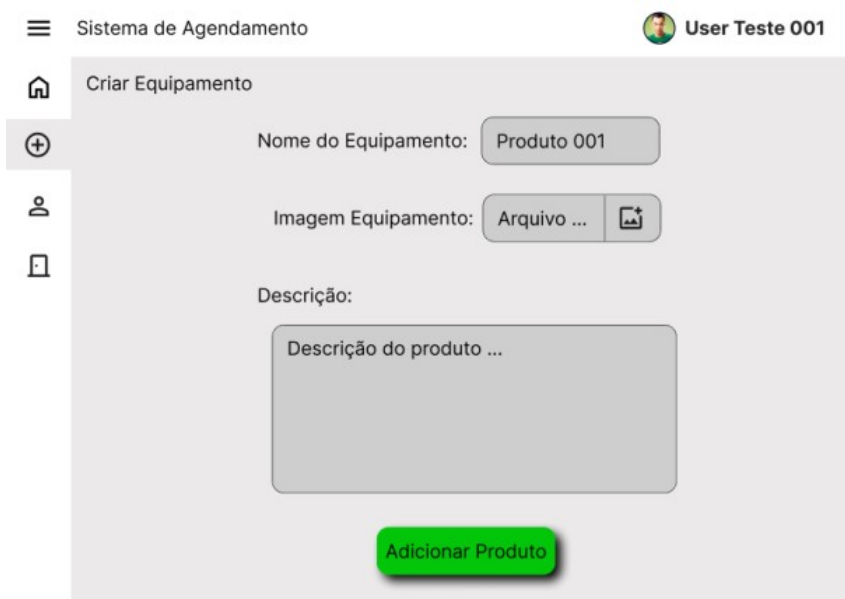 Sistema de Agendamento
User Teste 001
Criar Equipamento
Nome do Equipamento: Produto 001
Imagem Equipamento: Arquivo ...
Descrição:
Descrição do produto ...
Adicionar Produto